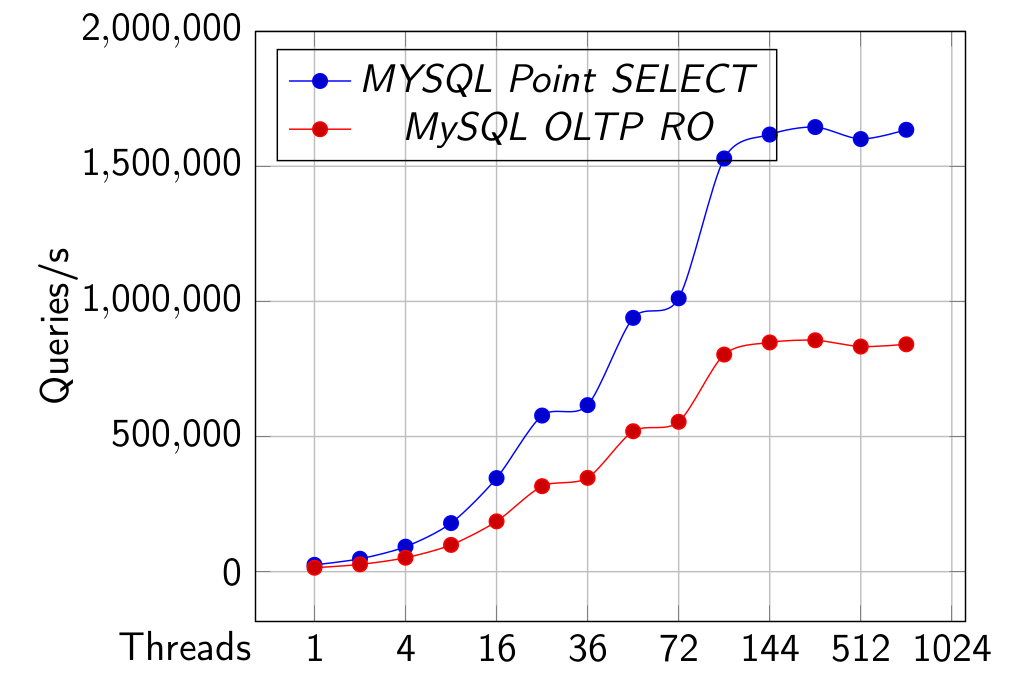 2,000,000
MYSQL Point SELECT
MySQL OLTP RO
1,500,000
1,000,000
500,000
0
Queries/s
Threads 1 4 16 36 72 144 512 1024